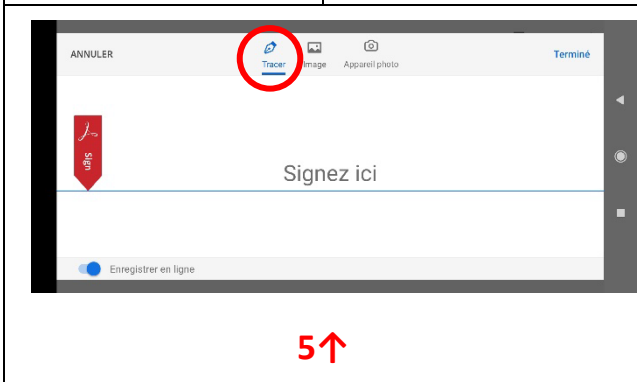 ANNULER
Tracer Image Appareil photo
Terminé
Sign
Signez ici
Enregistrer en ligne
5↑